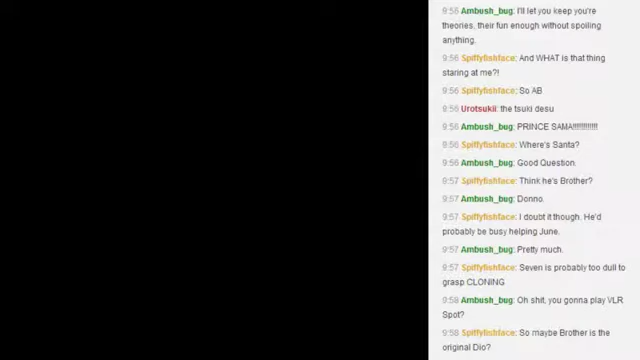 9:56 Ambush_bug: I'll let you keep you're
theories, their fun enough without spoiling
anything.
9:56 Spiffyfishface: And WHAT is that thing
staring at me?!
9:56 Spiffyfishface: So AB
9:56 Urotsukii: the tsuki desu
9:56 Ambush_bug: PRINCE SAMA!!!!!!!!!!!!
9:56 Spiffyfishface: Where's Santa?
9:56 Ambush_bug: Good Question.
9:57 Spiffyfishface: Think he's Brother?
9:57 Ambush_bug: Donno.
9:57 Spiffyfishface: I doubt it though. He'd
probably be busy helping June.
9:57 Ambush_bug: Pretty much.
9:57 Spiffyfishface: Seven is probably too dull to
grasp CLONING
9:58 Ambush_bug: Oh shit, you gonna play VLR
Spot?
9:58 Spiffyfishface: So maybe Brother is the
original Dio?